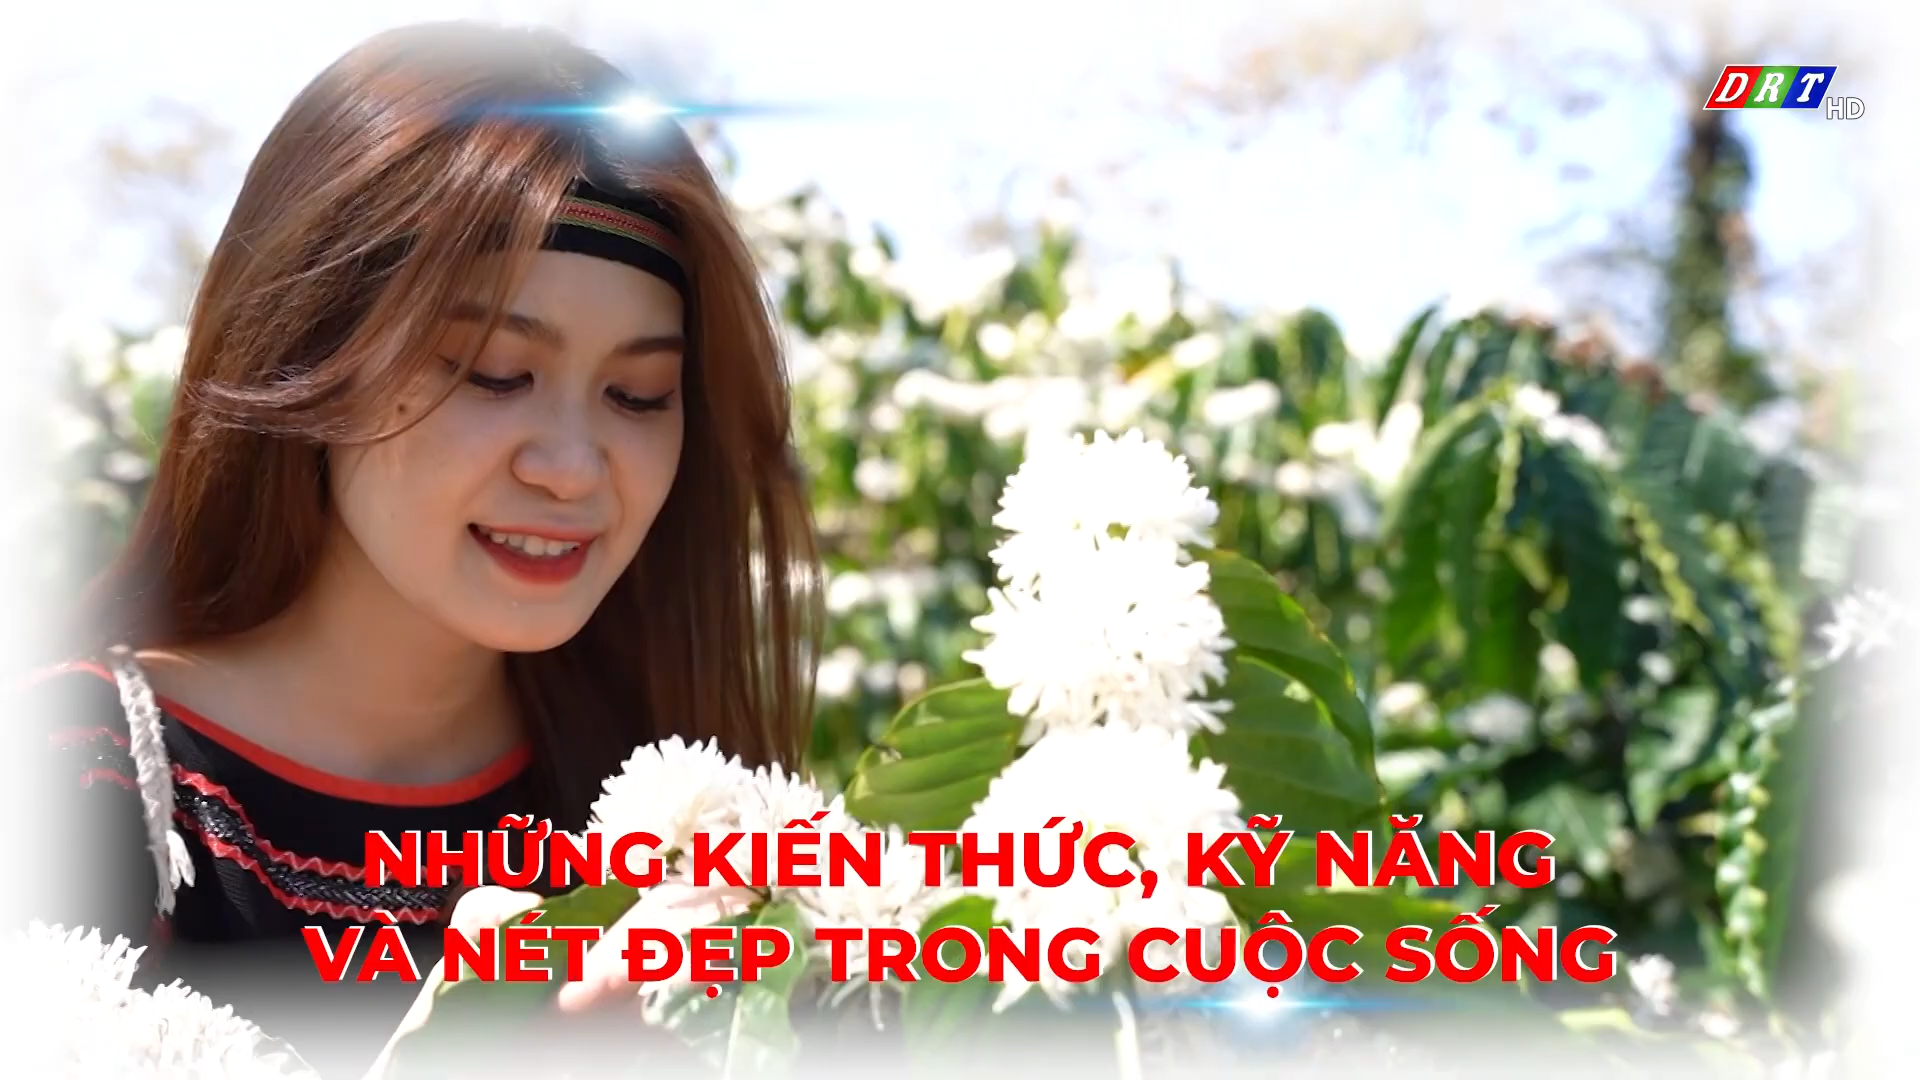 DRT
HD
NHỮNG KIẾN THỨC, KỸ NĂNG
VÀ NÉT ĐẸP TRONG CUỘC SỐNG